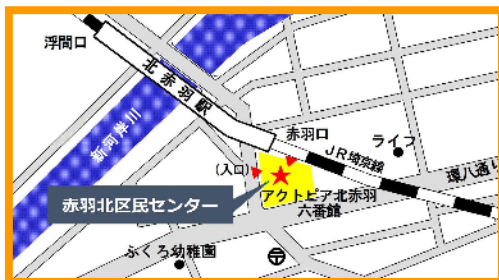 浮間口
北赤羽駅
新河岸川
赤羽口
ライフ
JR埼京線
(入口)
環八通り
赤羽北区民センター
アクトピア北赤羽
六番館
ふくろ幼稚園